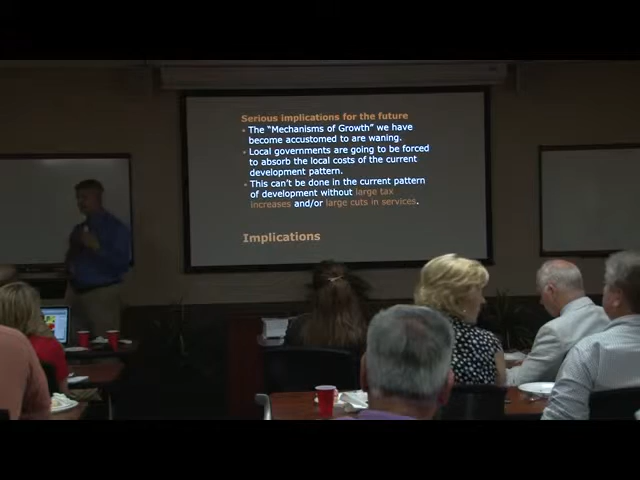 Serious implications for the future
• The "Mechanisms of Growth" we have
become accustomed to are waning.
• Local governments are going to be forced
to absorb the local costs of the current
development pattern.
• This can't be done in the current pattern
of development without large tax
increases and/or large cuts in services.
Implications